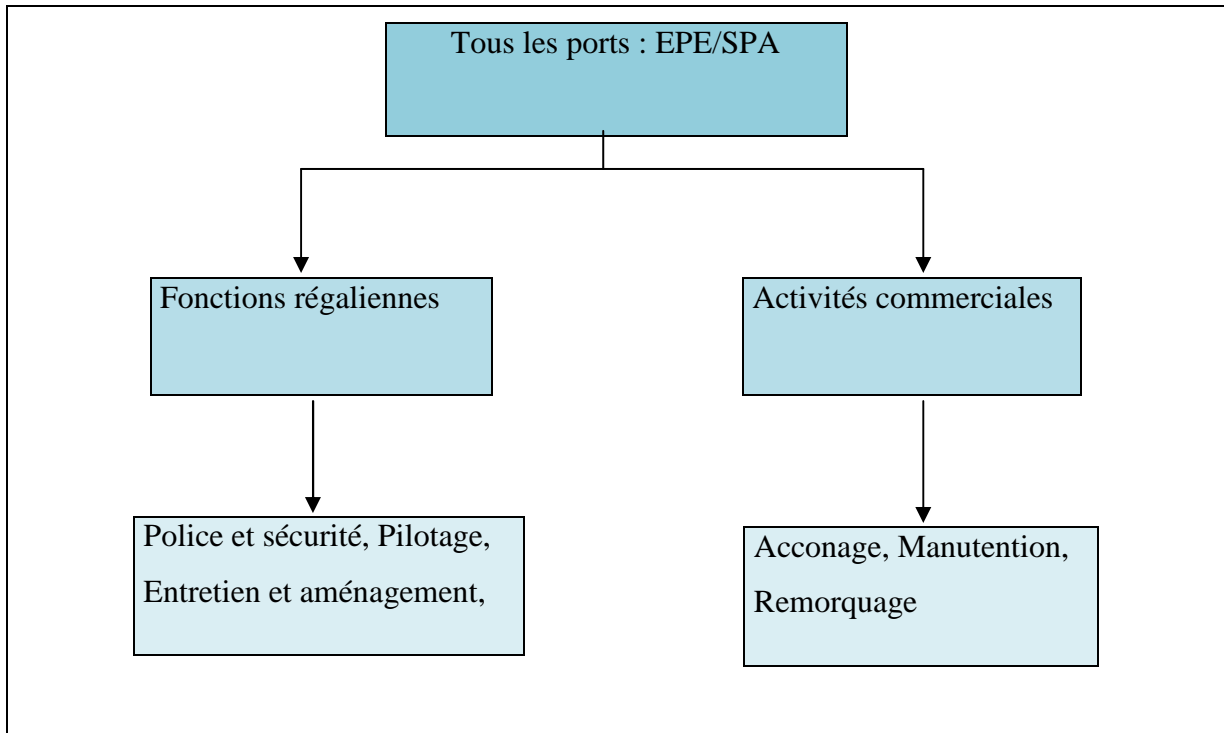 Tous les ports : EPE/SPA
Fonctions régaliennes
Activités commerciales
Police et sécurité, Pilotage,
Entretien et aménagement,
Acconage, Manutention,
Remorquage